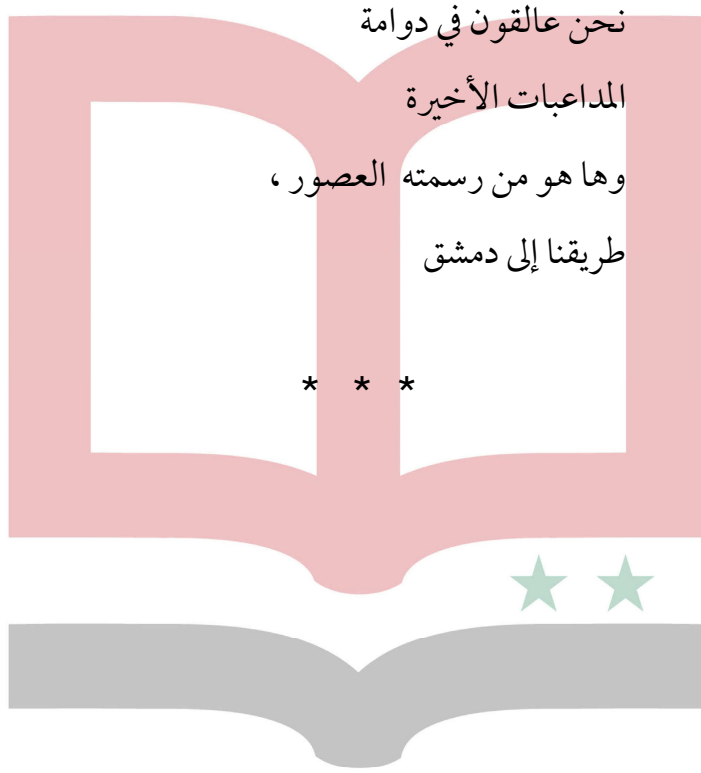 نحن عالقون في دوامة
المداعبات الأخيرة
وها هو من رسمته العصور ،
طريقنا إلى دمشق
* * *